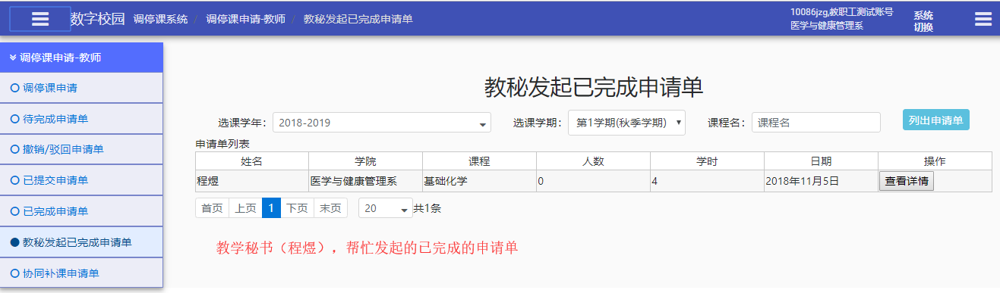 数字校园 调停课系统 / 调停课申请-教师 / 教秘发起已完成申请单
10086jzg,教职工测试账号
医学与健康管理系
系统
切换
调停课申请-教师
调停课申请
待完成申请单
撤销/驳回申请单
已提交申请单
已完成申请单
教秘发起已完成申请单
协同补课申请单
教秘发起已完成申请单
选课学年: 2018-2019 选课学期: 第1学期(秋季学期) 课程名: 课程名 列出申请单
申请单列表
姓名 学院 课程 人数 学时 日期 操作
程煜 医学与健康管理系 基础化学 0 4 2018年11月5日 查看详情
首页 上页 1 下页 末页 20 共1条
教学秘书（程煜），帮忙发起的已完成的申请单